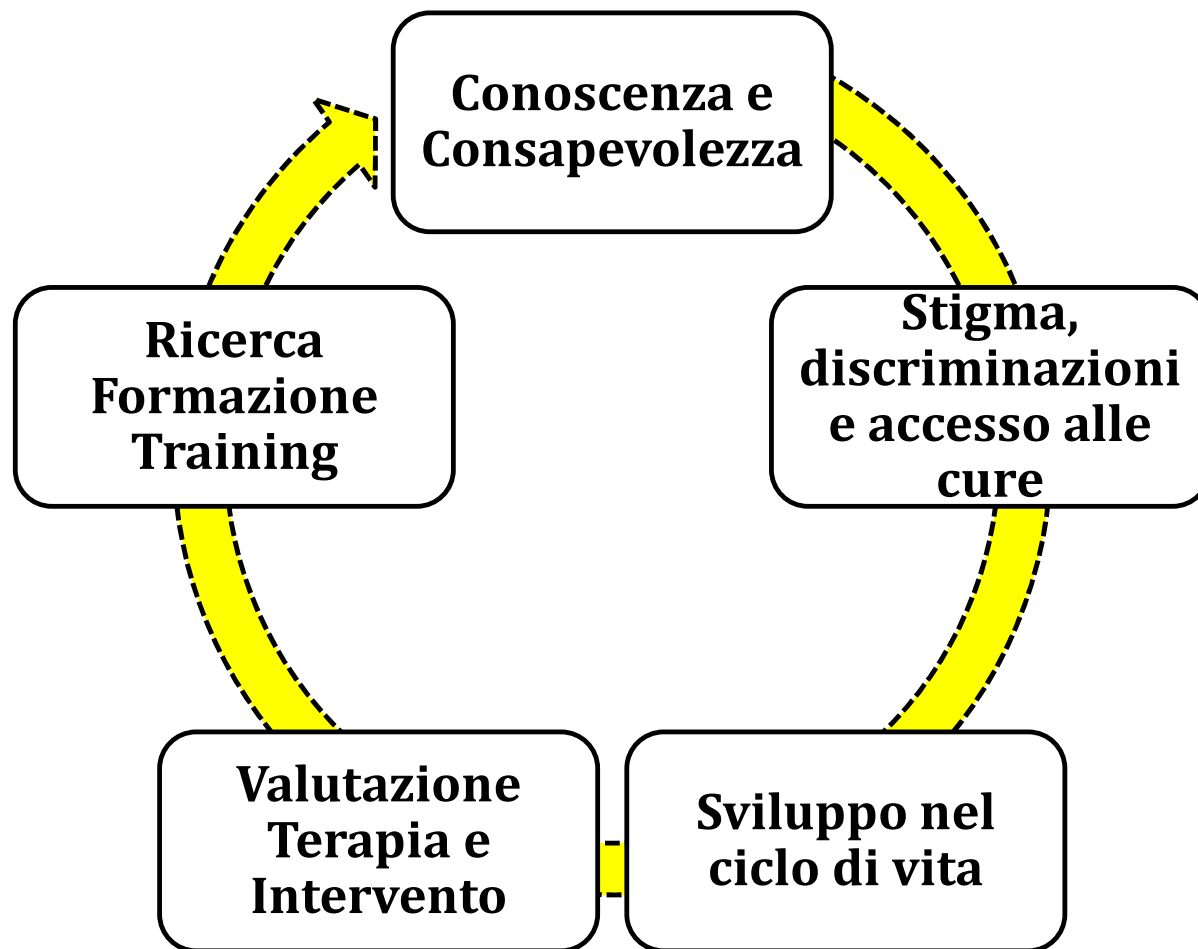 Conoscenza e
Consapevolezza
Stigma,
discriminazioni
e accesso alle
cure
Sviluppo nel
ciclo di vita
Valutazione
Terapia e
Intervento
Ricerca
Formazione
Training